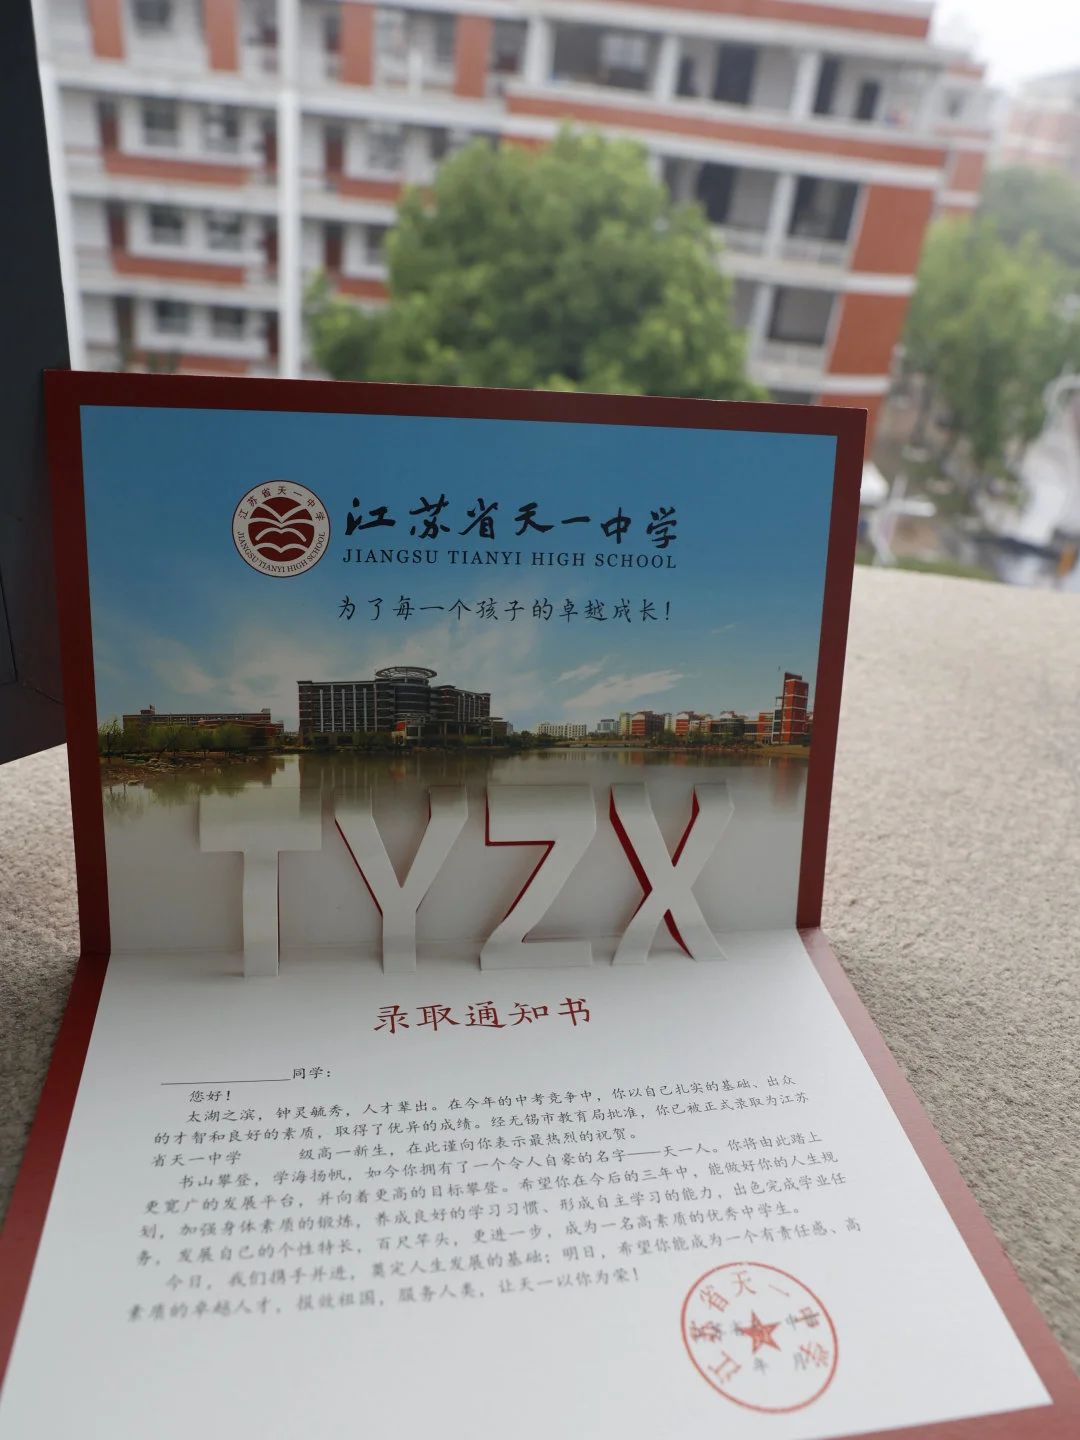 江苏省天一中学
JIANGSU TIANYI HIGH SCHOOL
江苏省天一中学
JIANGSU TIANYI HIGH SCHOOL
为了每一个孩子的卓越成长！
TYZX
录取通知书
同学：
您好！
太湖之滨，钟灵毓秀，人才辈出。在今年的中考竞争中，你以自己扎实的基础、出众
的才智和良好的素质，取得了优异的成绩。经无锡市教育局批准，你已被正式录取为江苏
省天一中学 级高一新生，在此谨向你表示最热烈的祝贺。
书山攀登，学海扬帆，如今你拥有了一个令人自豪的名字——天一人。你将由此踏上
更宽广的发展平台，并向着更高的目标攀登。希望你在今后的三年中，能做好你的人生规
划，加强身体素质的锻炼，养成良好的学习习惯、形成自主学习的能力，出色完成学业任
务，发展自己的个性特长，百尺竿头，更进一步，成为一名高素质的优秀中学生。
今日，我们携手并进，奠定人生发展的基础；明日，希望你能成为一个有责任感、高
素质的卓越人才，报效祖国，服务人类，让天一以你为荣！
江苏省天一中学
年 月